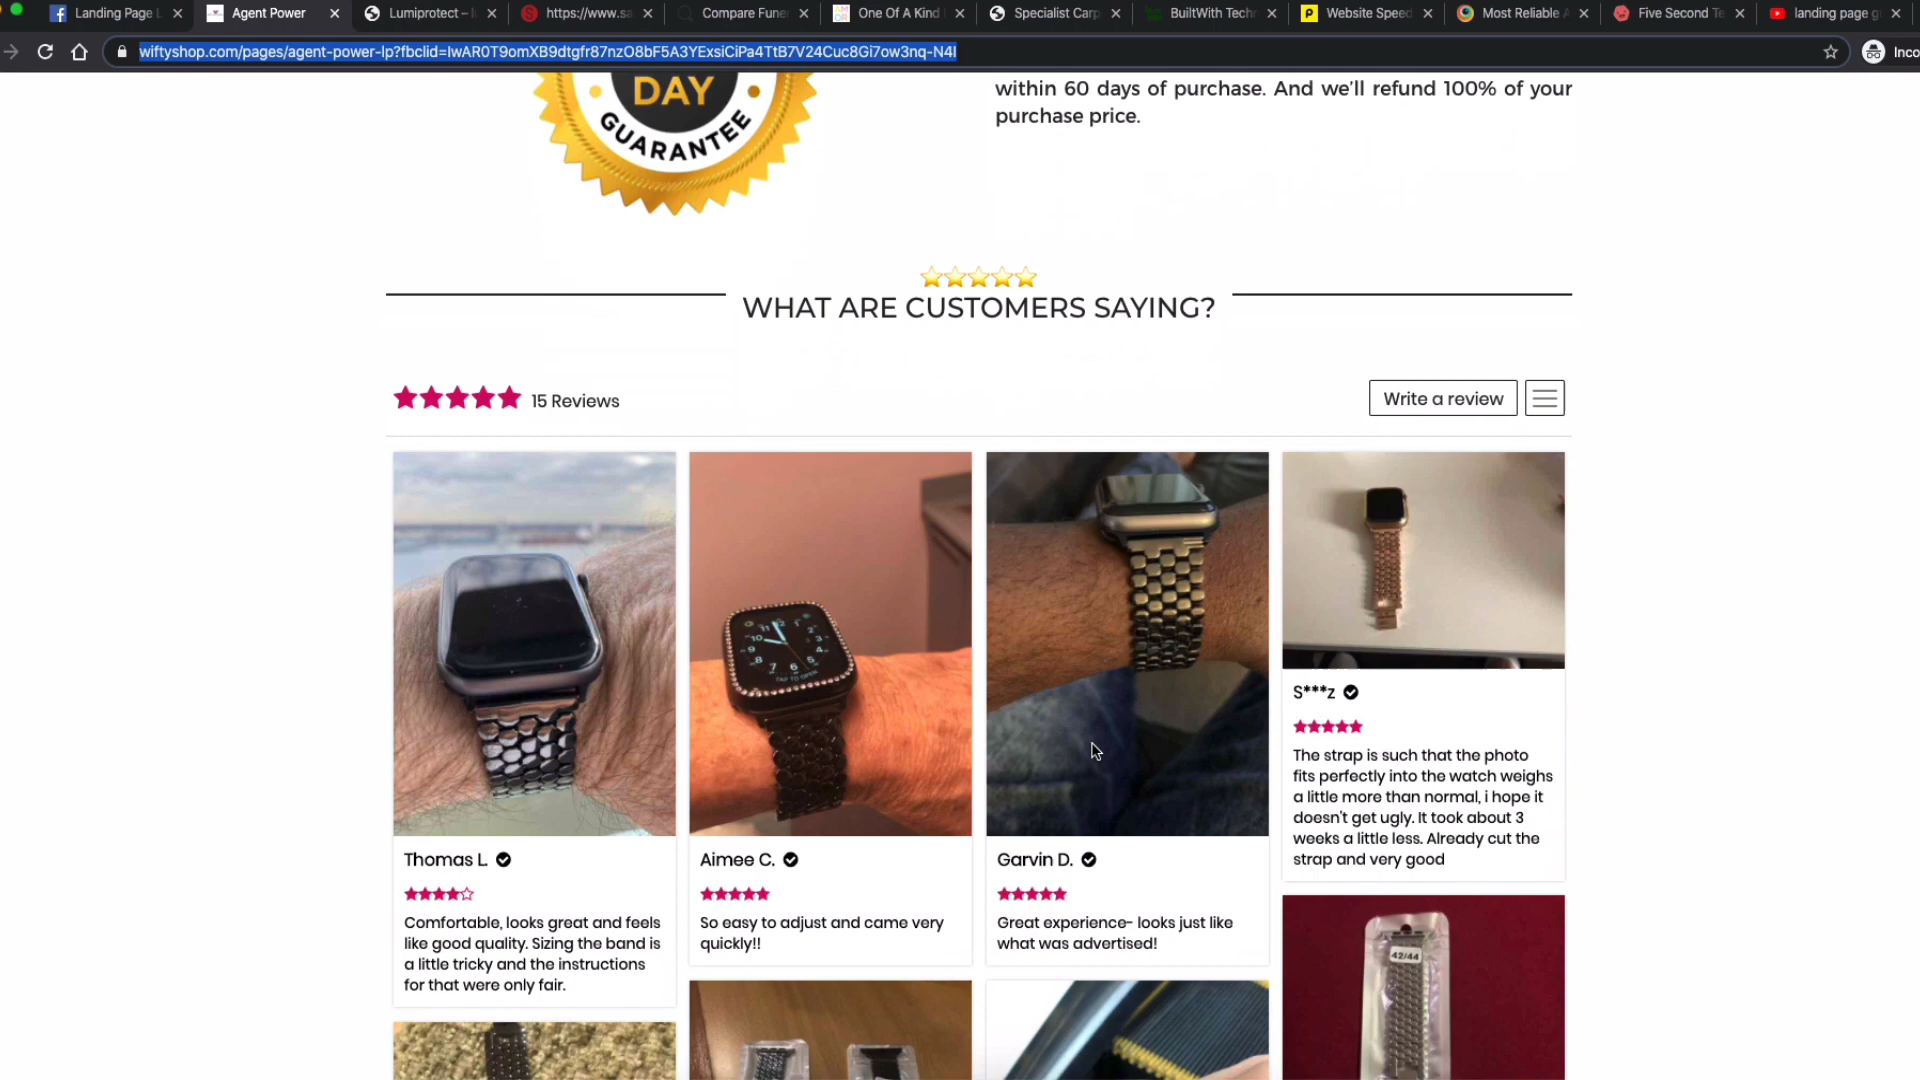 Landing Page L
Agent Power
Lumiprotect – l
https://www.sa
Compare Fune
One Of A Kind
Specialist Carp
BuiltWith Tech
Website Speed
Most Reliable A
Five Second Te
landing page g
wiftyshop.com/pages/agent-power-lp?fbclid=IwAR0T9omXB9dtgfr87nzO8bF5A3YExsiCiPa4TtB7V24Cuc8Gi7ow3nq-N4I
Inco
DAY
GUARANTEE
within 60 days of purchase. And we'll refund 100% of your
purchase price.
WHAT ARE CUSTOMERS SAYING?
15 Reviews
Write a review
Thomas L.
Comfortable, looks great and feels
like good quality. Sizing the band is
a little tricky and the instructions
for that were only fair.
Aimee C.
So easy to adjust and came very
quickly!!
Garvin D.
Great experience- looks just like
what was advertised!
S***z
The strap is such that the photo
fits perfectly into the watch weighs
a little more than normal, i hope it
doesn't get ugly. It took about 3
weeks a little less. Already cut the
strap and very good
42/44